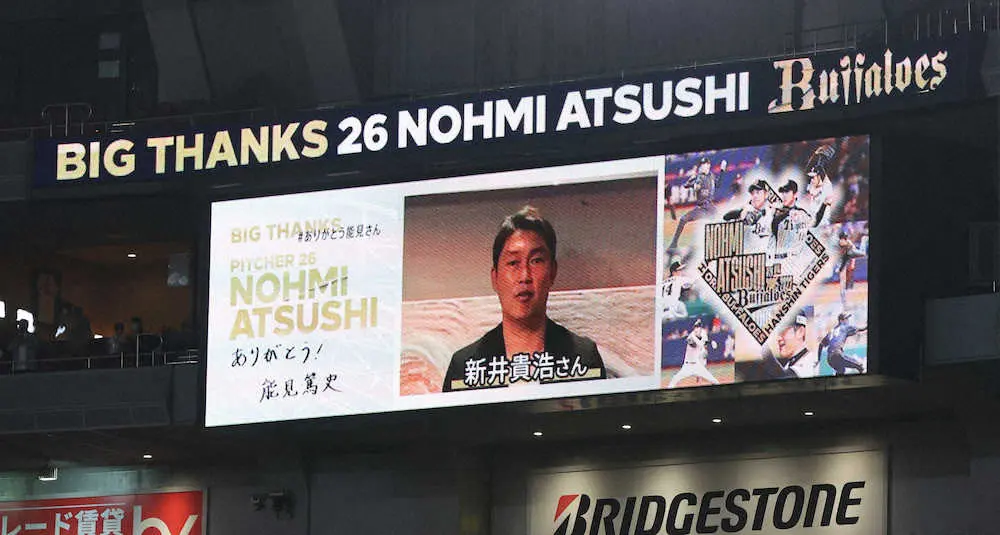 BIG THANKS 26 NOHMI ATSUSHI Buffaloes
BIG THANKS
#ありがとう能見さん
PITCHER 26
NOHMI
ATSUSHI
ありがとう!
能見篤史
新井貴浩さん
NOHMI
ATSUSHI
Buffaloes
HANSHIN TIGERS
レード賃貸
BRIDGESTONE